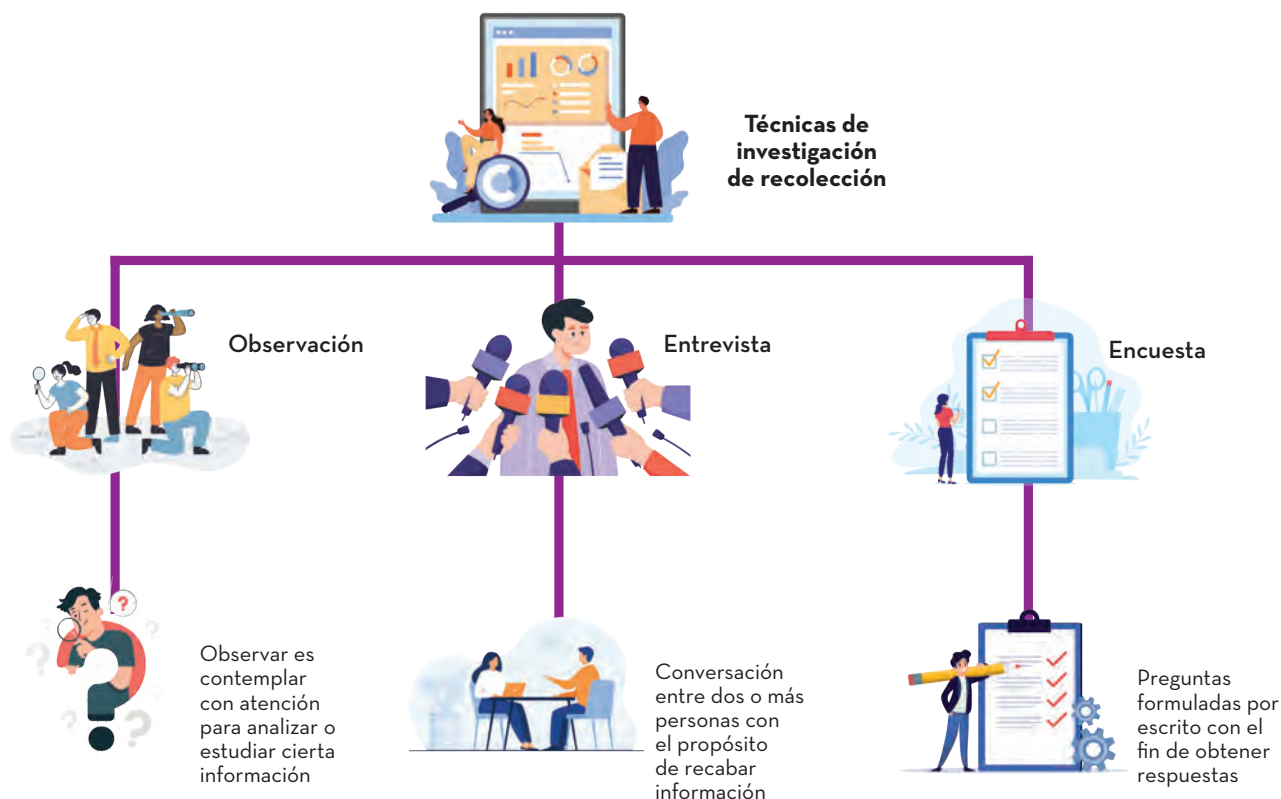 Técnicas de
investigación
de recolección
Observación
Entrevista
Encuesta
?
Observar es
contemplar
con atención
para analizar o
estudiar cierta
información
Conversación
entre dos o más
personas con
el propósito
de recabar
información
Preguntas
formuladas por
escrito con el
fin de obtener
respuestas